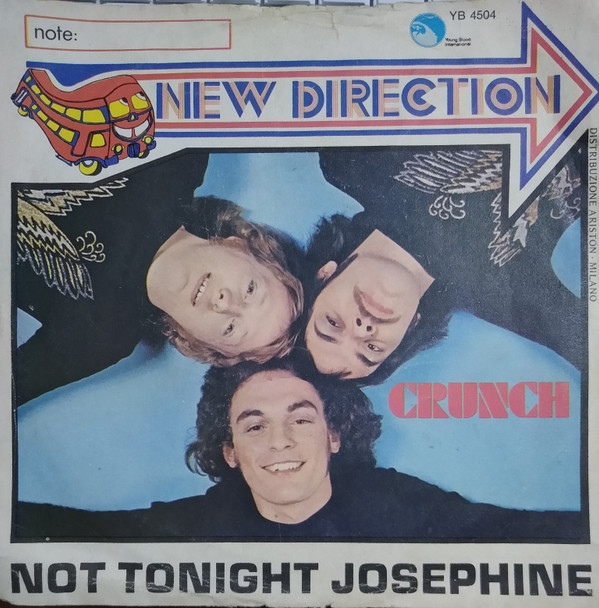 note:
YB 4504
Young Blood
International
NEW DIRECTION
DISTRIBUZIONE ARISTON - MILANO
CRUNCH
NOT TONIGHT JOSEPHINE